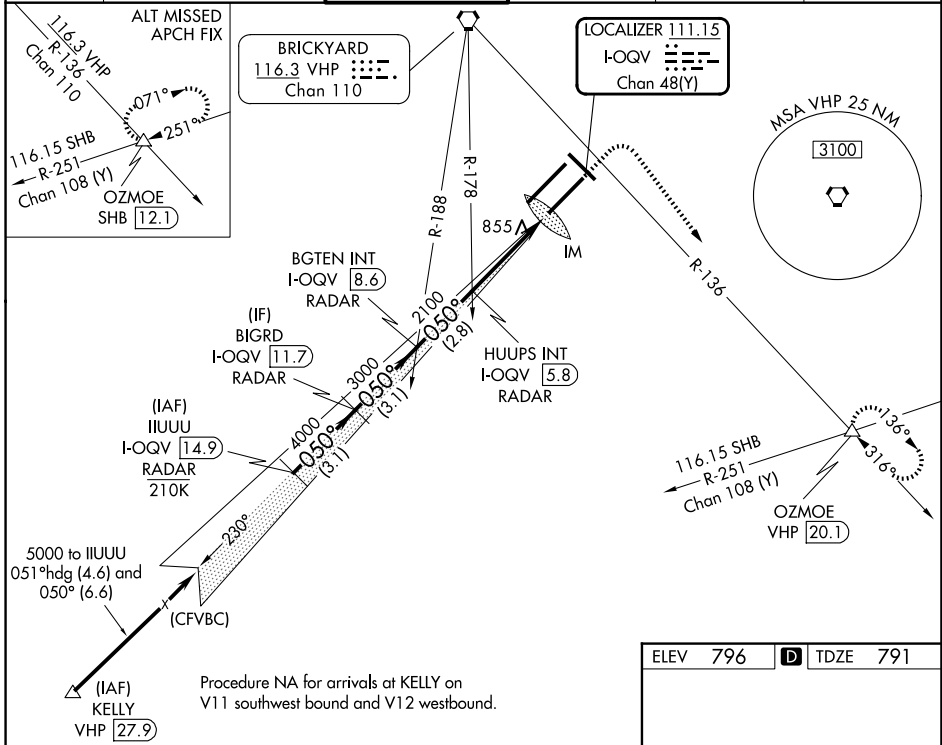 ALT MISSED
APCH FIX
116.3 VHP
R-136
Chan 110
071°
251°
116.15 SHB
R-251
Chan 108 (Y)
OZMOE
SHB 12.1
BRICKYARD
116.3 VHP
Chan 110
LOCALIZER 111.15
I-OQV
Chan 48(Y)
MSA VHP 25 NM
3100
R-188
R-178
855
IM
R-136
BGTEN INT
I-OQV 8.6
RADAR
2100
050°
(2.8)
HUUPS INT
I-OQV 5.8
RADAR
(IF)
BIGRD
I-OQV 11.7
RADAR
3000
050°
(3.1)
(IAF)
IIUUU
I-OQV 14.9
RADAR
210K
4000
050°
(3.1)
136°
316°
116.15 SHB
R-251
Chan 108 (Y)
OZMOE
VHP 20.1
230°
5000 to IIUUU
051°hdg (4.6) and
050° (6.6)
X
(CFVBC)
(IAF)
KELLY
VHP 27.9
Procedure NA for arrivals at KELLY on
V11 southwest bound and V12 westbound.
ELEV 796 D TDZE 791